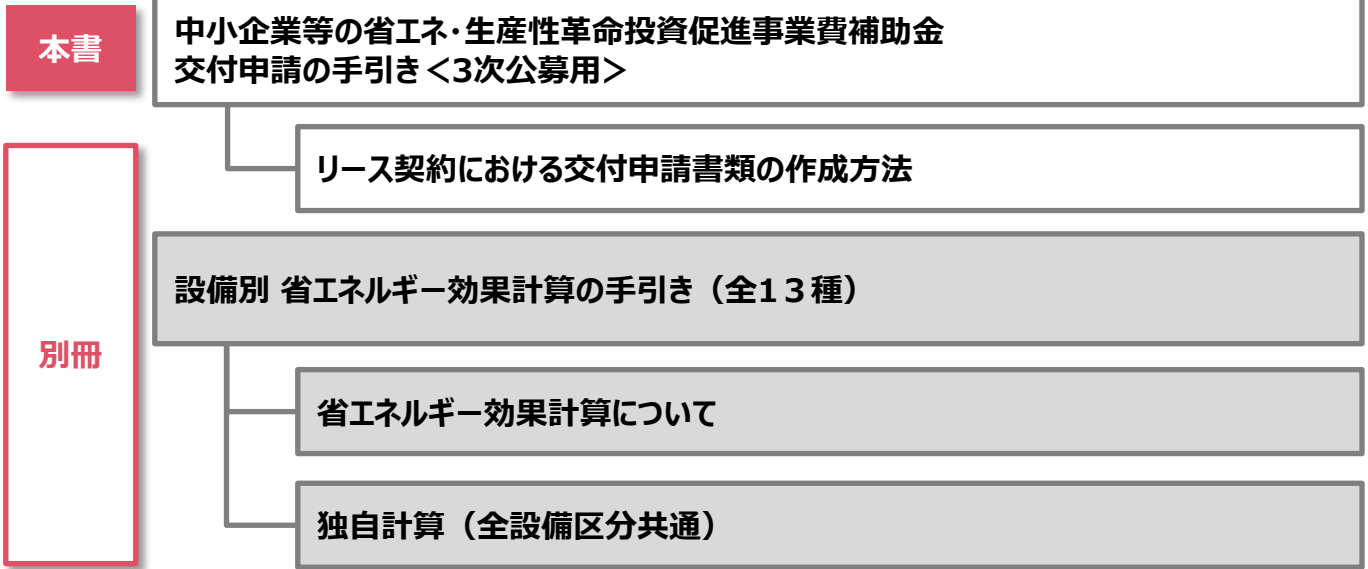 本書
中小企業等の省エネ・生産性革命投資促進事業費補助金
交付申請の手引き<3次公募用>
リース契約における交付申請書類の作成方法
別冊
設備別 省エネルギー効果計算の手引き（全13種）
省エネルギー効果計算について
独自計算（全設備区分共通）